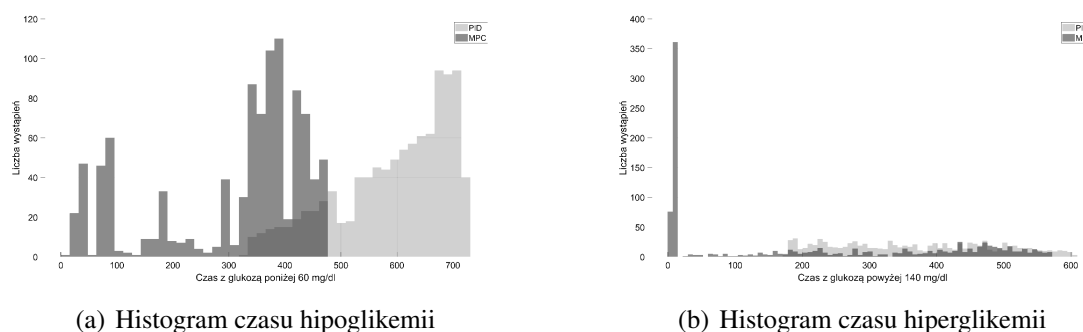 120
100
80
60
40
20
0
Liczba wystąpień
0 100 200 300 400 500 600 700
Czas z glukozą poniżej 60 mg/dl
PID
MPC
(a) Histogram czasu hipoglikemii
400
350
300
250
200
150
100
50
0
Liczba wystąpień
0 100 200 300 400 500 600
Czas z glukozą powyżej 140 mg/dl
PI
M
(b) Histogram czasu hiperglikemii